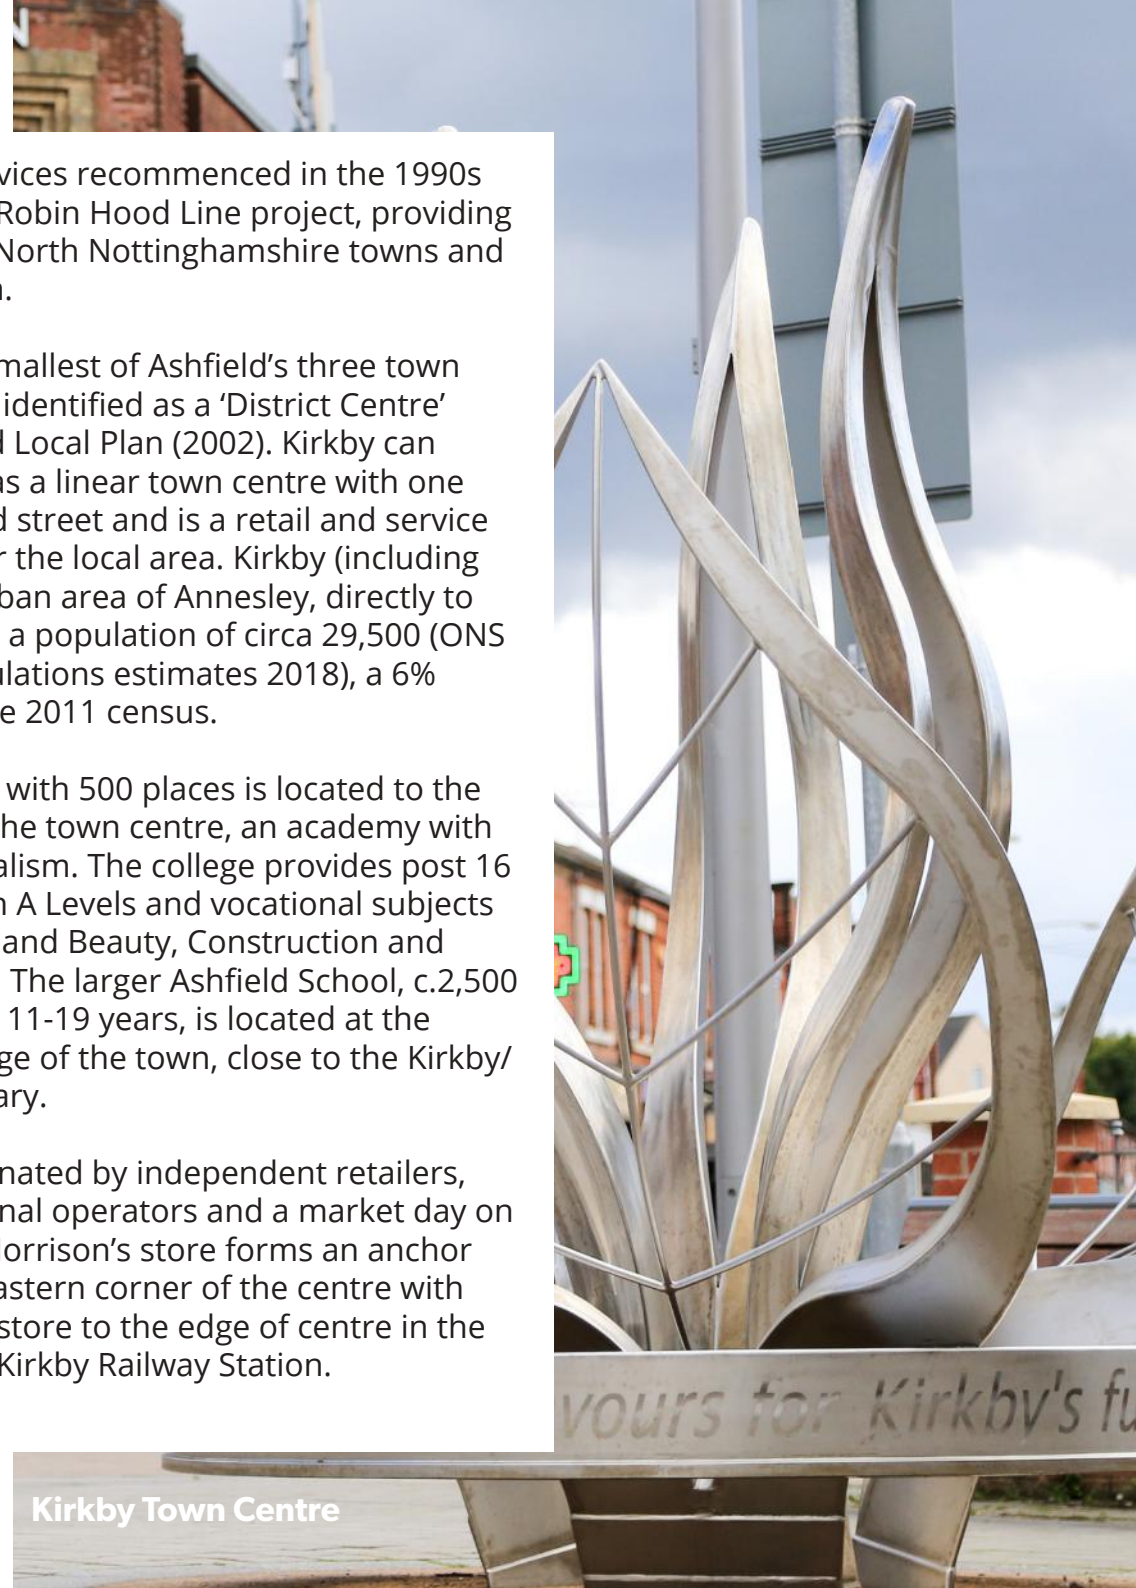 N
vices recommenced in the 1990s
Robin Hood Line project, providing
North Nottinghamshire towns and
n.
mallest of Ashfield’s three town
identified as a ‘District Centre’
d Local Plan (2002). Kirkby can
as a linear town centre with one
d street and is a retail and service
r the local area. Kirkby (including
ban area of Annesley, directly to
a population of circa 29,500 (ONS
ulations estimates 2018), a 6%
e 2011 census.
with 500 places is located to the
he town centre, an academy with
alism. The college provides post 16
n A Levels and vocational subjects
and Beauty, Construction and
The larger Ashfield School, c.2,500
11-19 years, is located at the
ge of the town, close to the Kirkby/
ary.
nated by independent retailers,
nal operators and a market day on
Morrison’s store forms an anchor
astern corner of the centre with
store to the edge of centre in the
Kirkby Railway Station.
vours for Kirkby's fu
Kirkby Town Centre